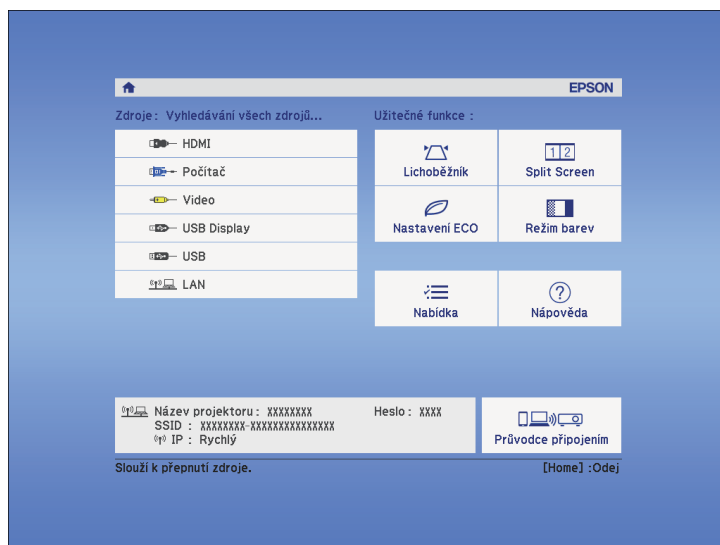 EPSON
Zdroje: Vyhledávání všech zdrojů...
HDMI
Počítač
Video
USB Display
USB
LAN
Užitečné funkce :
Lichoběžník
1 2
Split Screen
Nastavení ECO
Režim barev
Nabídka
?
Nápověda
Název projektoru : XXXXXXXX
Heslo : XXXX
SSID : XXXXXXXX-XXXXXXXXXXXXXXX
IP : Rychlý
Průvodce připojením
Slouží k přepnutí zdroje.
[Home] :Odej